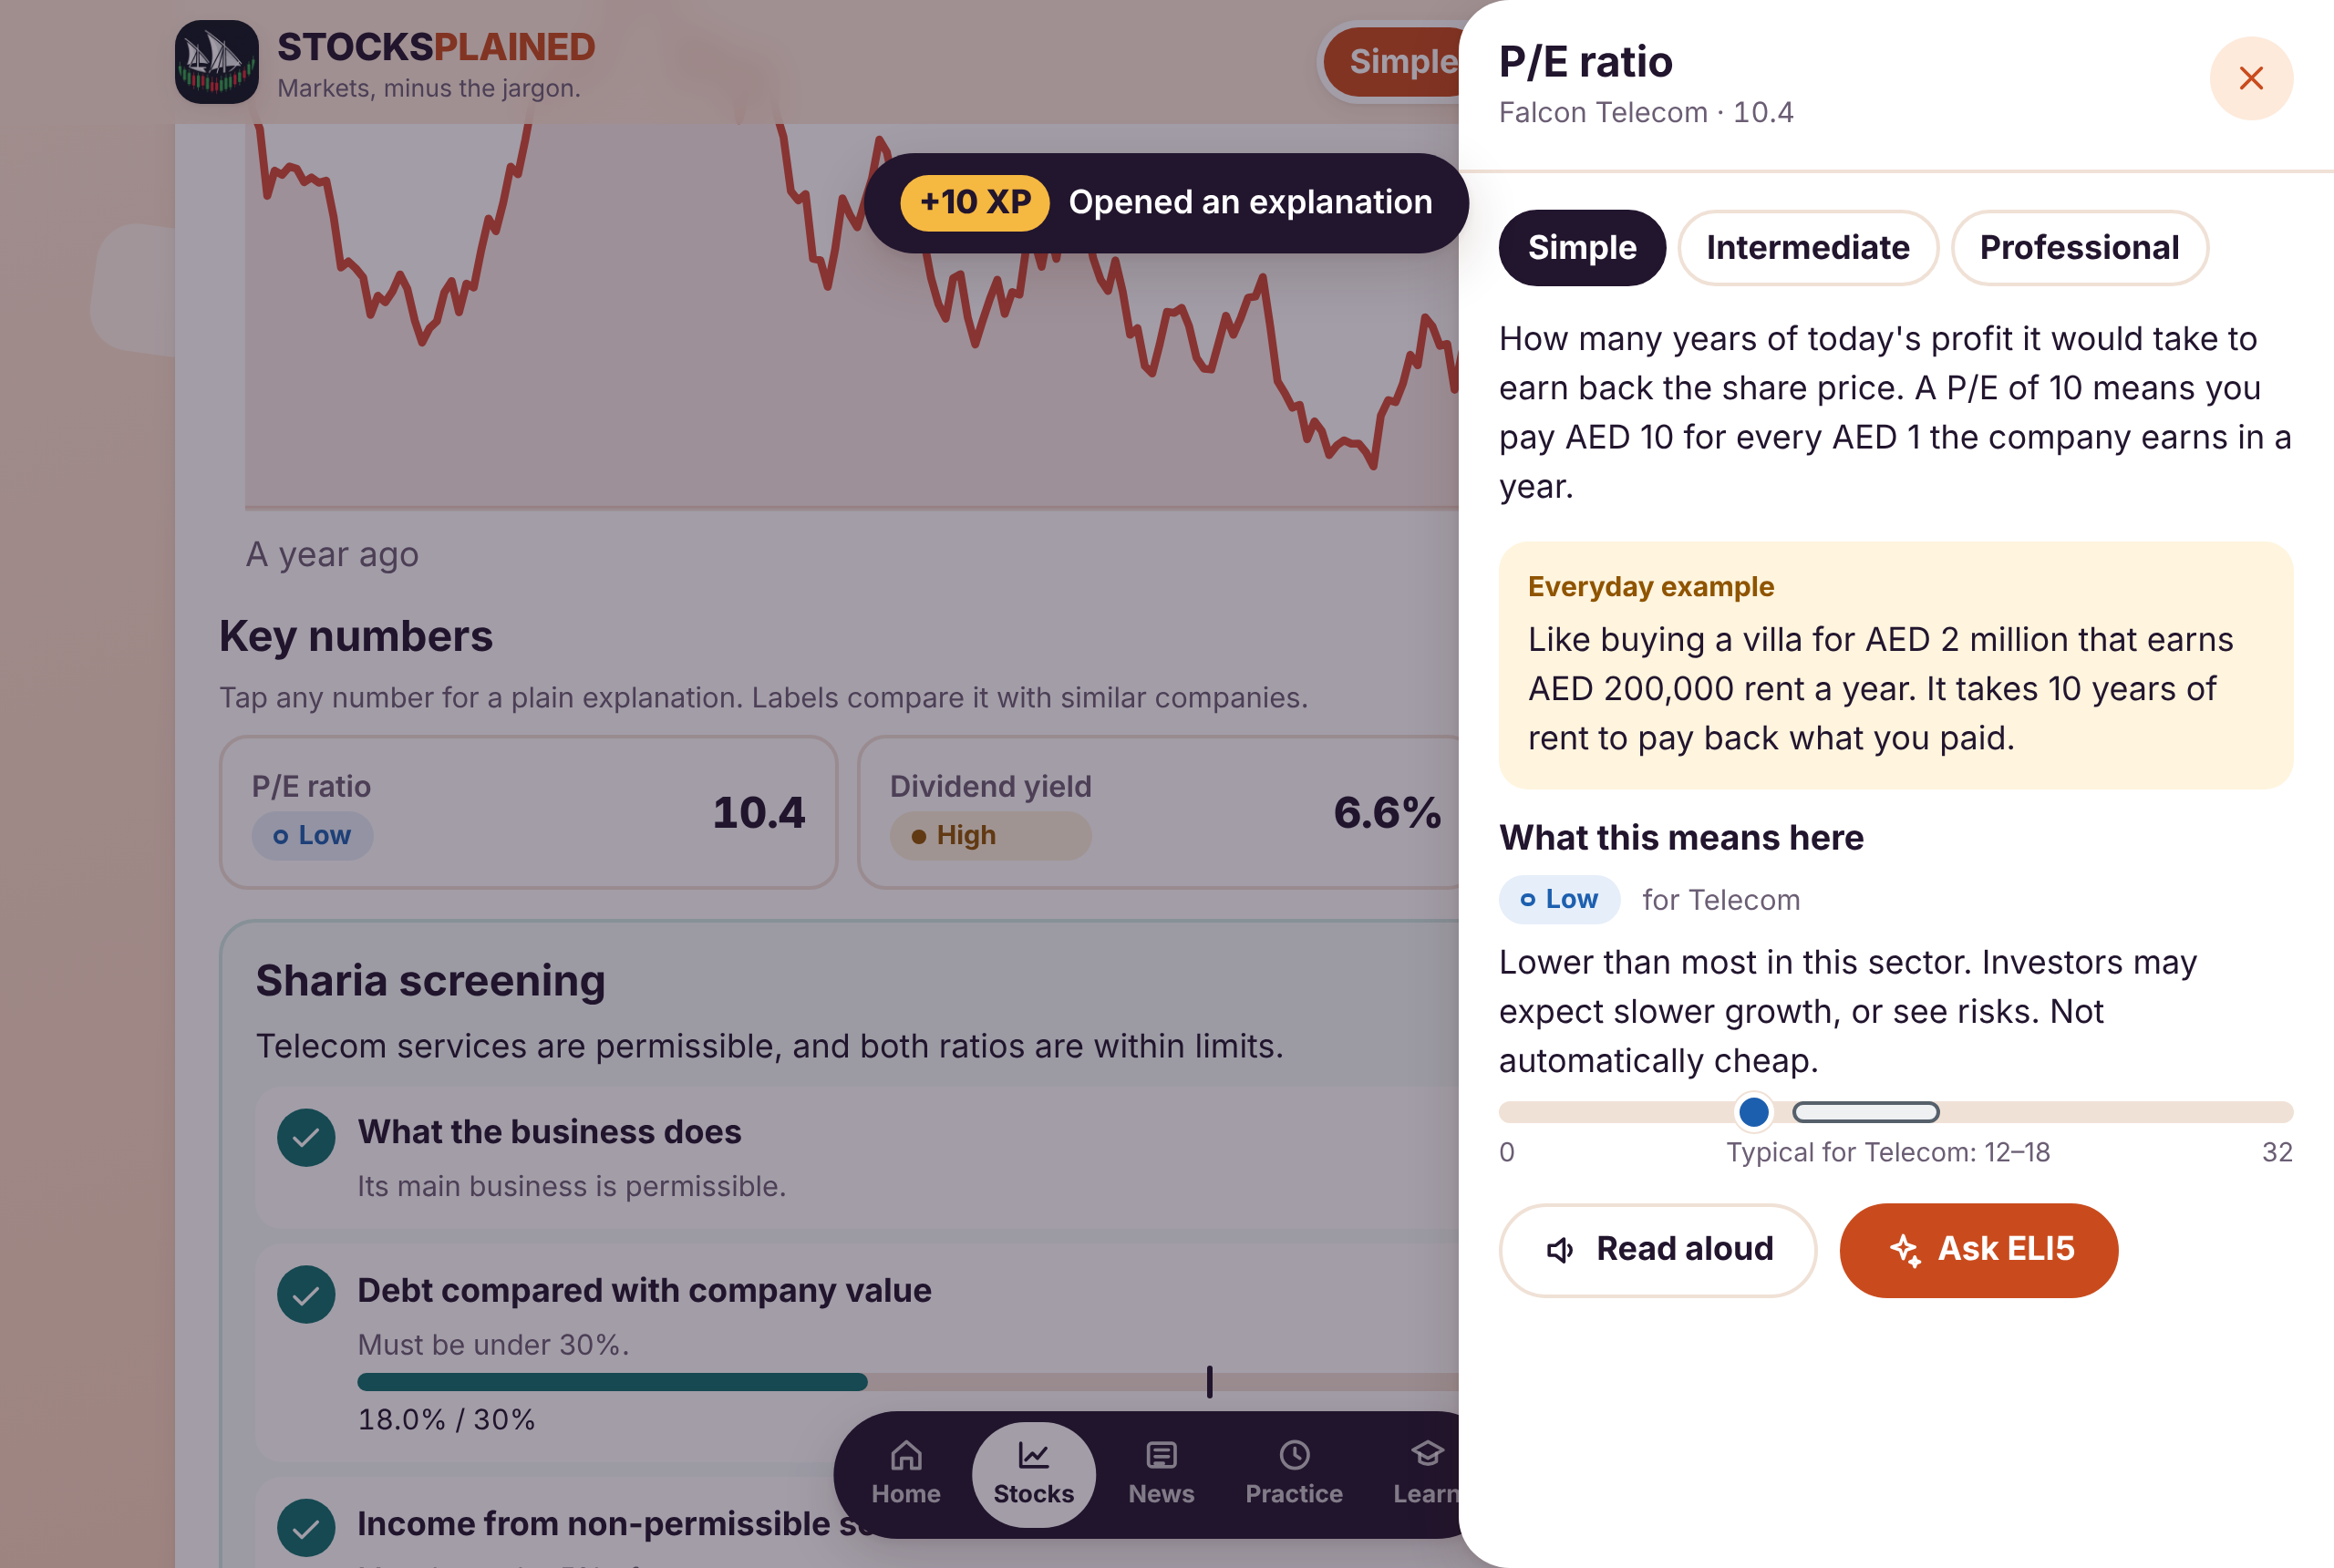 STOCKSPLAINED
Markets, minus the jargon.
Simple
+10 XP Opened an explanation
A year ago
Key numbers
Tap any number for a plain explanation. Labels compare it with similar companies.
P/E ratio
Low
10.4
Dividend yield
High
6.6%
Sharia screening
Telecom services are permissible, and both ratios are within limits.
What the business does
Its main business is permissible.
Debt compared with company value
Must be under 30%.
18.0% / 30%
Income from non-permissible
Home
Stocks
News
Practice
Learn
P/E ratio
Falcon Telecom · 10.4
Simple Intermediate Professional
How many years of today's profit it would take to
earn back the share price. A P/E of 10 means you
pay AED 10 for every AED 1 the company earns in a
year.
Everyday example
Like buying a villa for AED 2 million that earns
AED 200,000 rent a year. It takes 10 years of
rent to pay back what you paid.
What this means here
Low for Telecom
Lower than most in this sector. Investors may
expect slower growth, or see risks. Not
automatically cheap.
0 Typical for Telecom: 12–18 32
Read aloud Ask ELI5